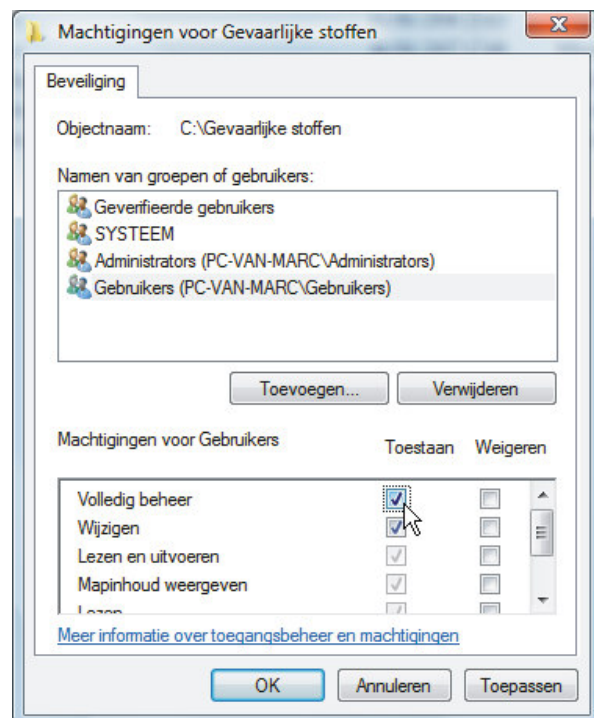 Machtigingen voor Gevaarlijke stoffen
Beveiliging
Objectnaam: C:\Gevaarlijke stoffen
Namen van groepen of gebruikers:
Geverifieerde gebruikers
SYSTEEM
Administrators (PC-VAN-MARC\Administrators)
Gebruikers (PC-VAN-MARC\Gebruikers)
Toevoegen... Verwijderen
Machtigingen voor Gebruikers Toestaan Weigeren
Volledig beheer
Wijzigen
Lezen en uitvoeren
Mapinhoud weergeven
Lezen
Meer informatie over toegangsbeheer en machtigingen
OK Annuleren Toepassen